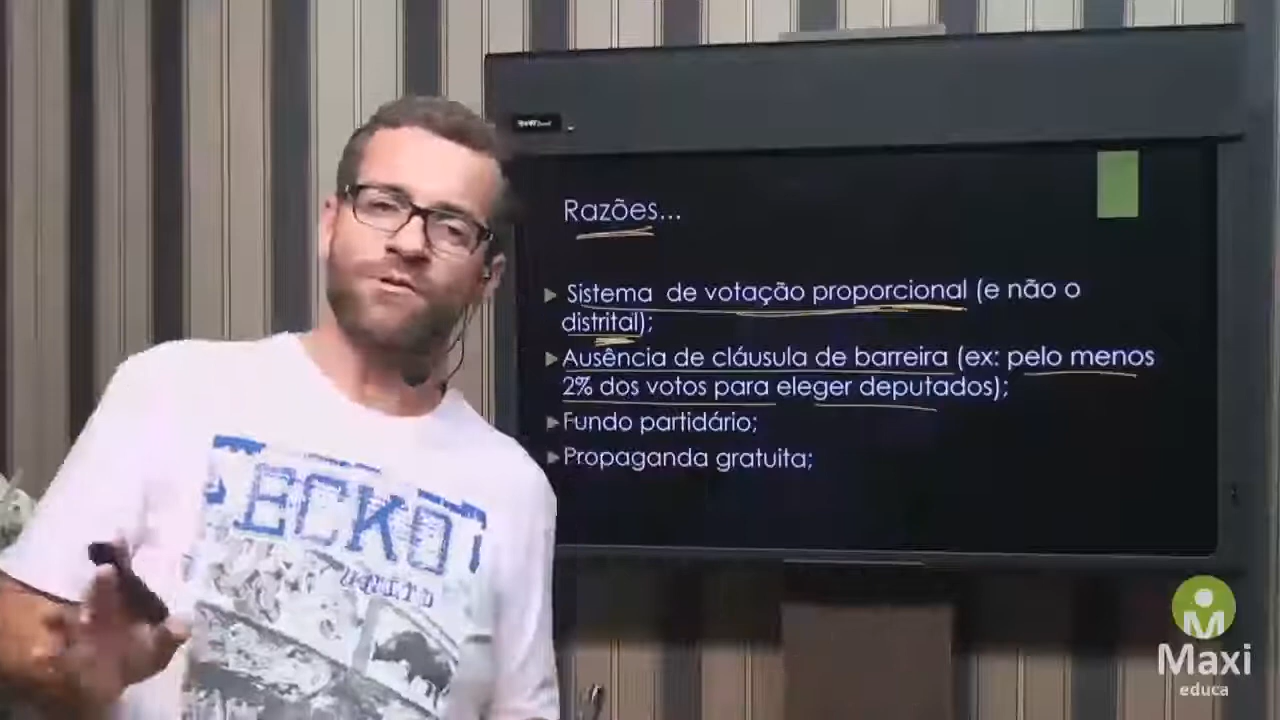 Razões...
Sistema de votação proporcional (e não o
distrital);
Ausência de cláusula de barreira (ex: pelo menos
2% dos votos para eleger deputados);
Fundo partidário;
Propaganda gratuita;
ECKO
UNLTD
M
Maxi
educa